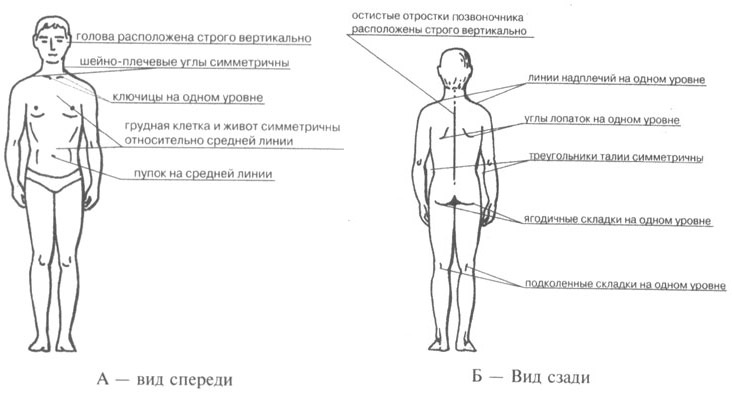 голова расположена строго вертикально
шейно-плечевые углы симметричны
ключицы на одном уровне
грудная клетка и живот симметричны
относительно средней линии
пупок на средней линии
А — вид спереди
остистые отростки позвоночника
расположены строго вертикально
линии надплечий на одном уровне
углы лопаток на одном уровне
треугольники талии симметричны
ягодичные складки на одном уровне
подколенные складки на одном уровне
Б — Вид сзади